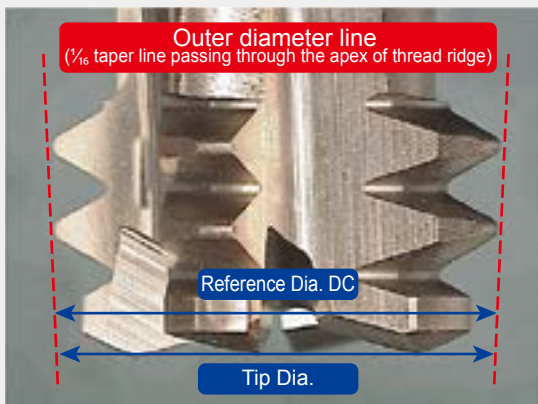 Outer diameter line
(¹⁄₁₆ taper line passing through the apex of thread ridge)
Reference Dia. DC
Tip Dia.